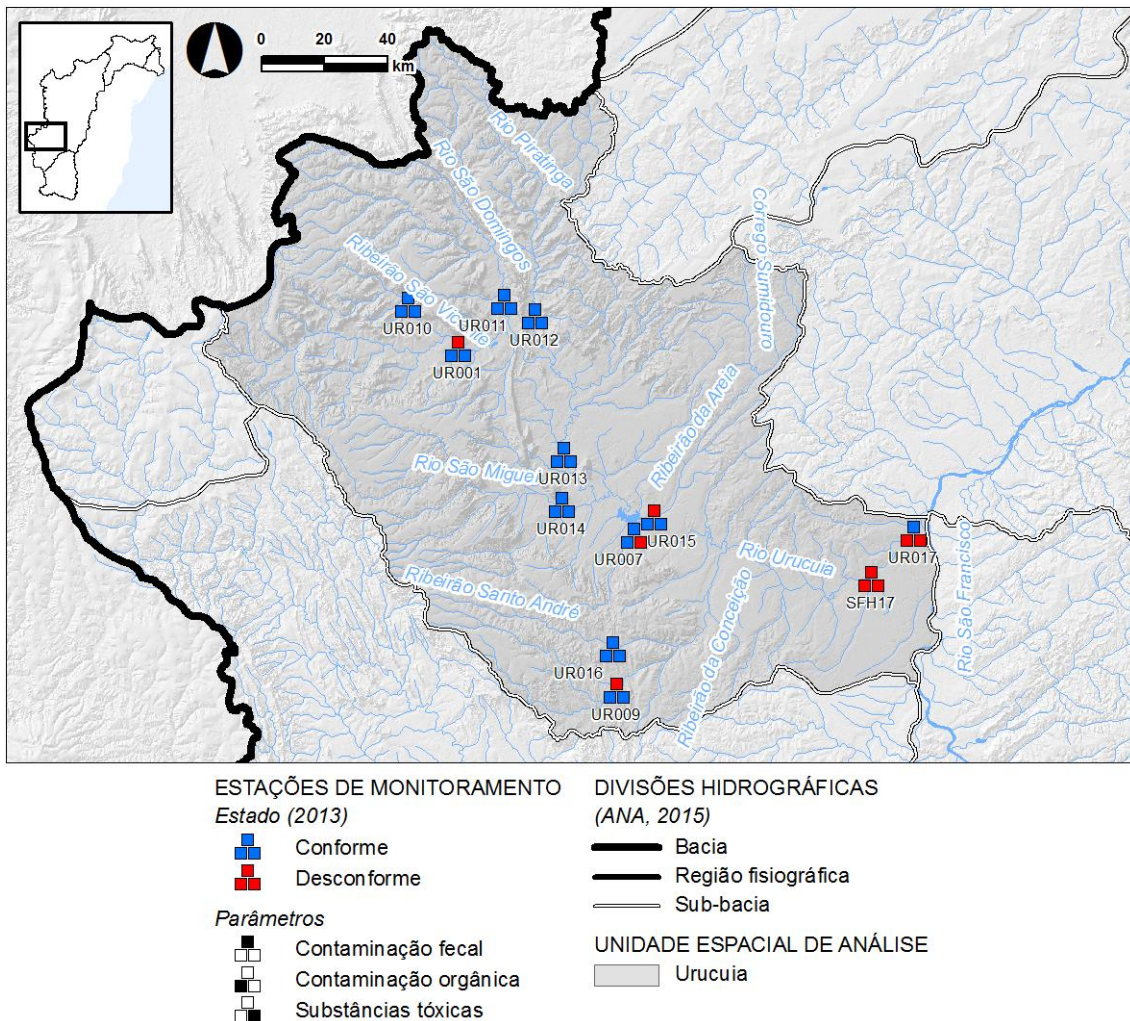 0 20 40
km
Rio Piratinga
Rio São Domingos
Córrego Sumidouro
Ribeirão São Vicente
UR010
UR011
UR012
UR001
Ribeirão da Areia
Rio São Miguel
UR013
UR014
UR015
UR007
Rio Urucuia
UR017
SFH17
Rio São Francisco
Ribeirão Santo André
Ribeirão da Conceição
UR016
UR009
ESTAÇÕES DE MONITORAMENTO
Estado (2013)
Conforme
Desconforme
Parâmetros
Contaminação fecal
Contaminação orgânica
Substâncias tóxicas
DIVISÕES HIDROGRÁFICAS
(ANA, 2015)
Bacia
Região fisiográfica
Sub-bacia
UNIDADE ESPACIAL DE ANÁLISE
Urucuia